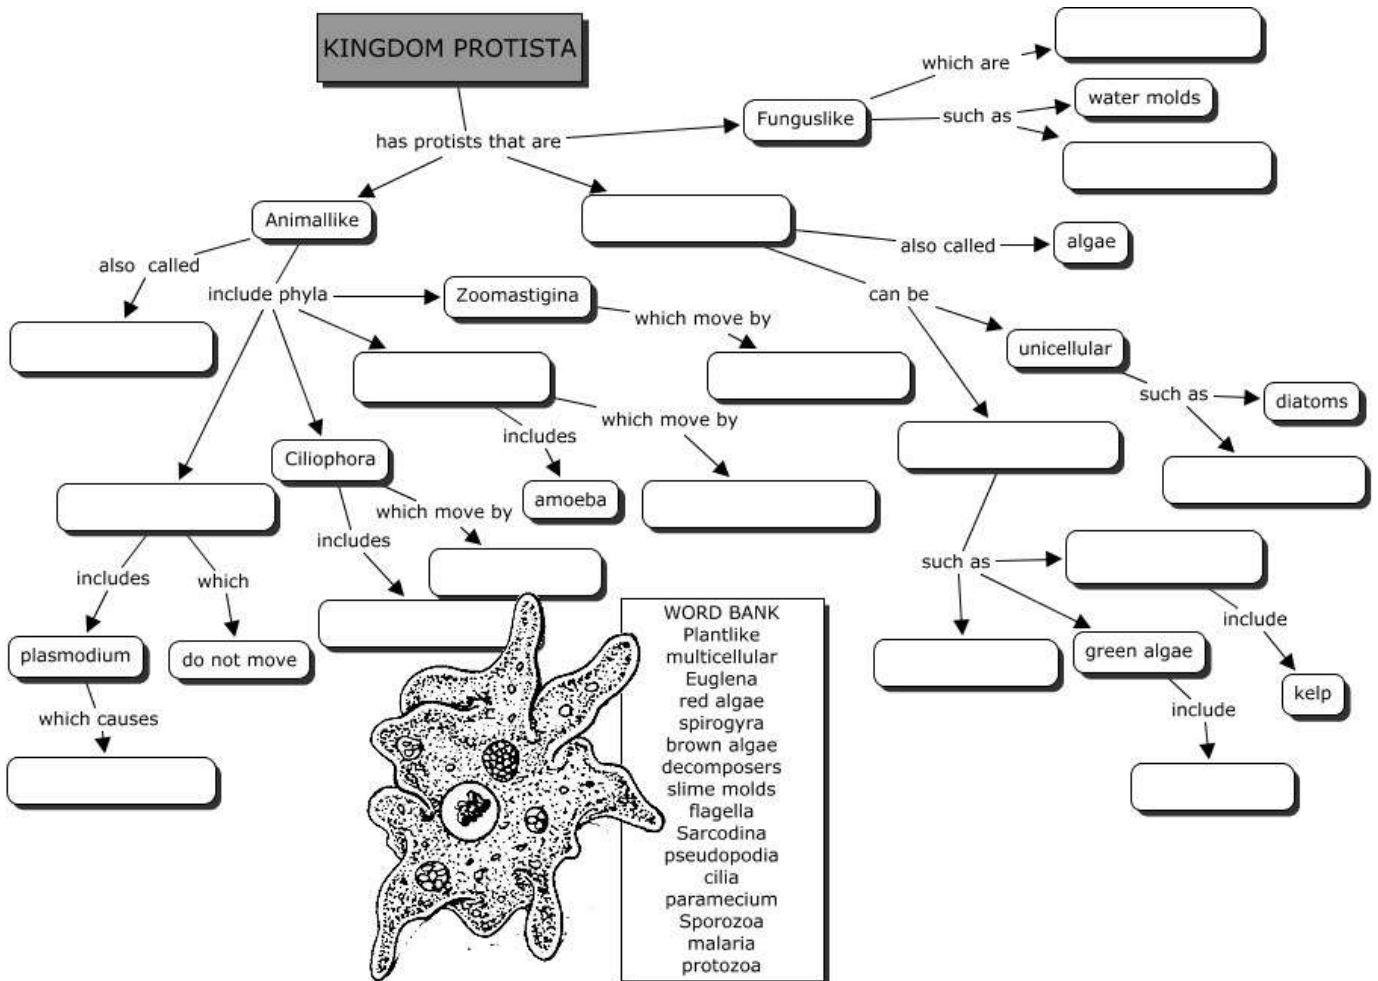 KINGDOM PROTISTA
which are
water molds
Funguslike
such as
has protists that are
Animallike
also called
algae
also called
include phyla
Zoomastigina
can be
which move by
unicellular
such as
diatoms
which move by
includes
Ciliophora
amoeba
which move by
includes
such as
includes
which
include
plasmodium
do not move
green algae
kelp
which causes
include
WORD BANK
Plantlike
multicellular
Euglena
red algae
spirogyra
brown algae
decomposers
slime molds
flagella
Sarcodina
pseudopodia
cilia
paramecium
Sporozoa
malaria
protozoa